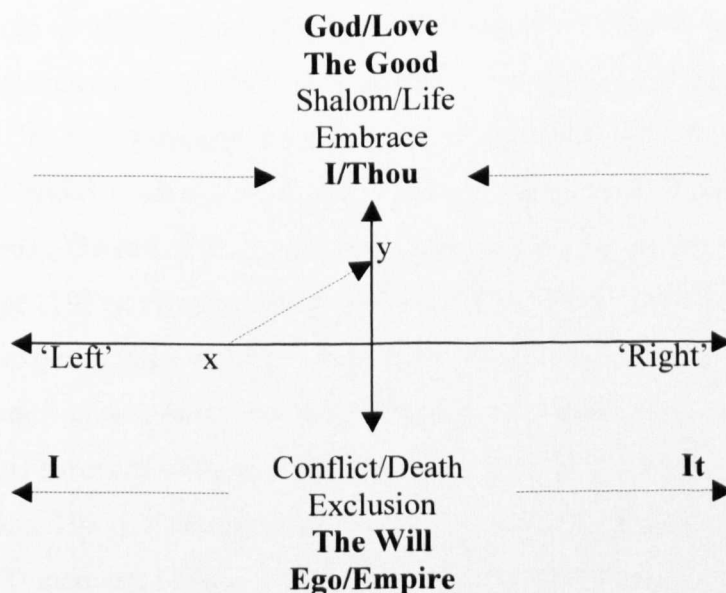 God/Love
The Good
Shalom/Life
Embrace
I/Thou
y
‘Left’ x ‘Right’
I Conflict/Death It
Exclusion
The Will
Ego/Empire